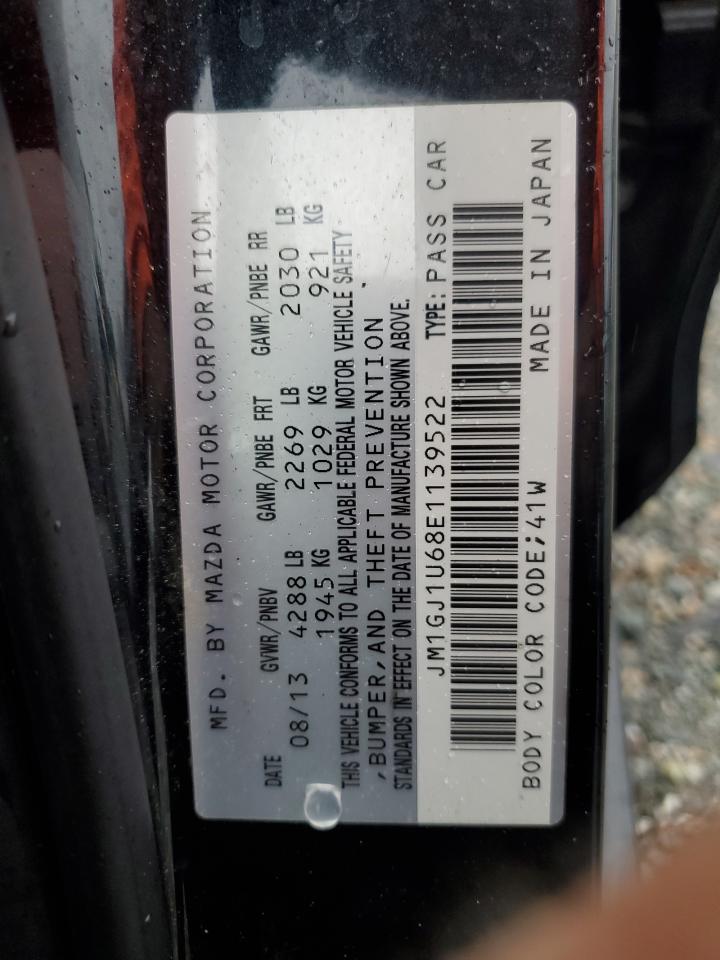 MFD. BY MAZDA MOTOR CORPORATION
DATE GVWR/PNBV GAWR/PNBE FRT GAWR/PNBE RR
08/13 4288 LB 2269 LB 2030 LB
1945 KG 1029 KG 921 KG
THIS VEHICLE CONFORMS TO ALL APPLICABLE FEDERAL MOTOR VEHICLE SAFETY
,BUMPER,AND THEFT PREVENTION
STANDARDS IN EFFECT ON THE DATE OF MANUFACTURE SHOWN ABOVE.
JM1GJ1U68E1139522 TYPE: PASS CAR
BODY COLOR CODE;41W MADE IN JAPAN